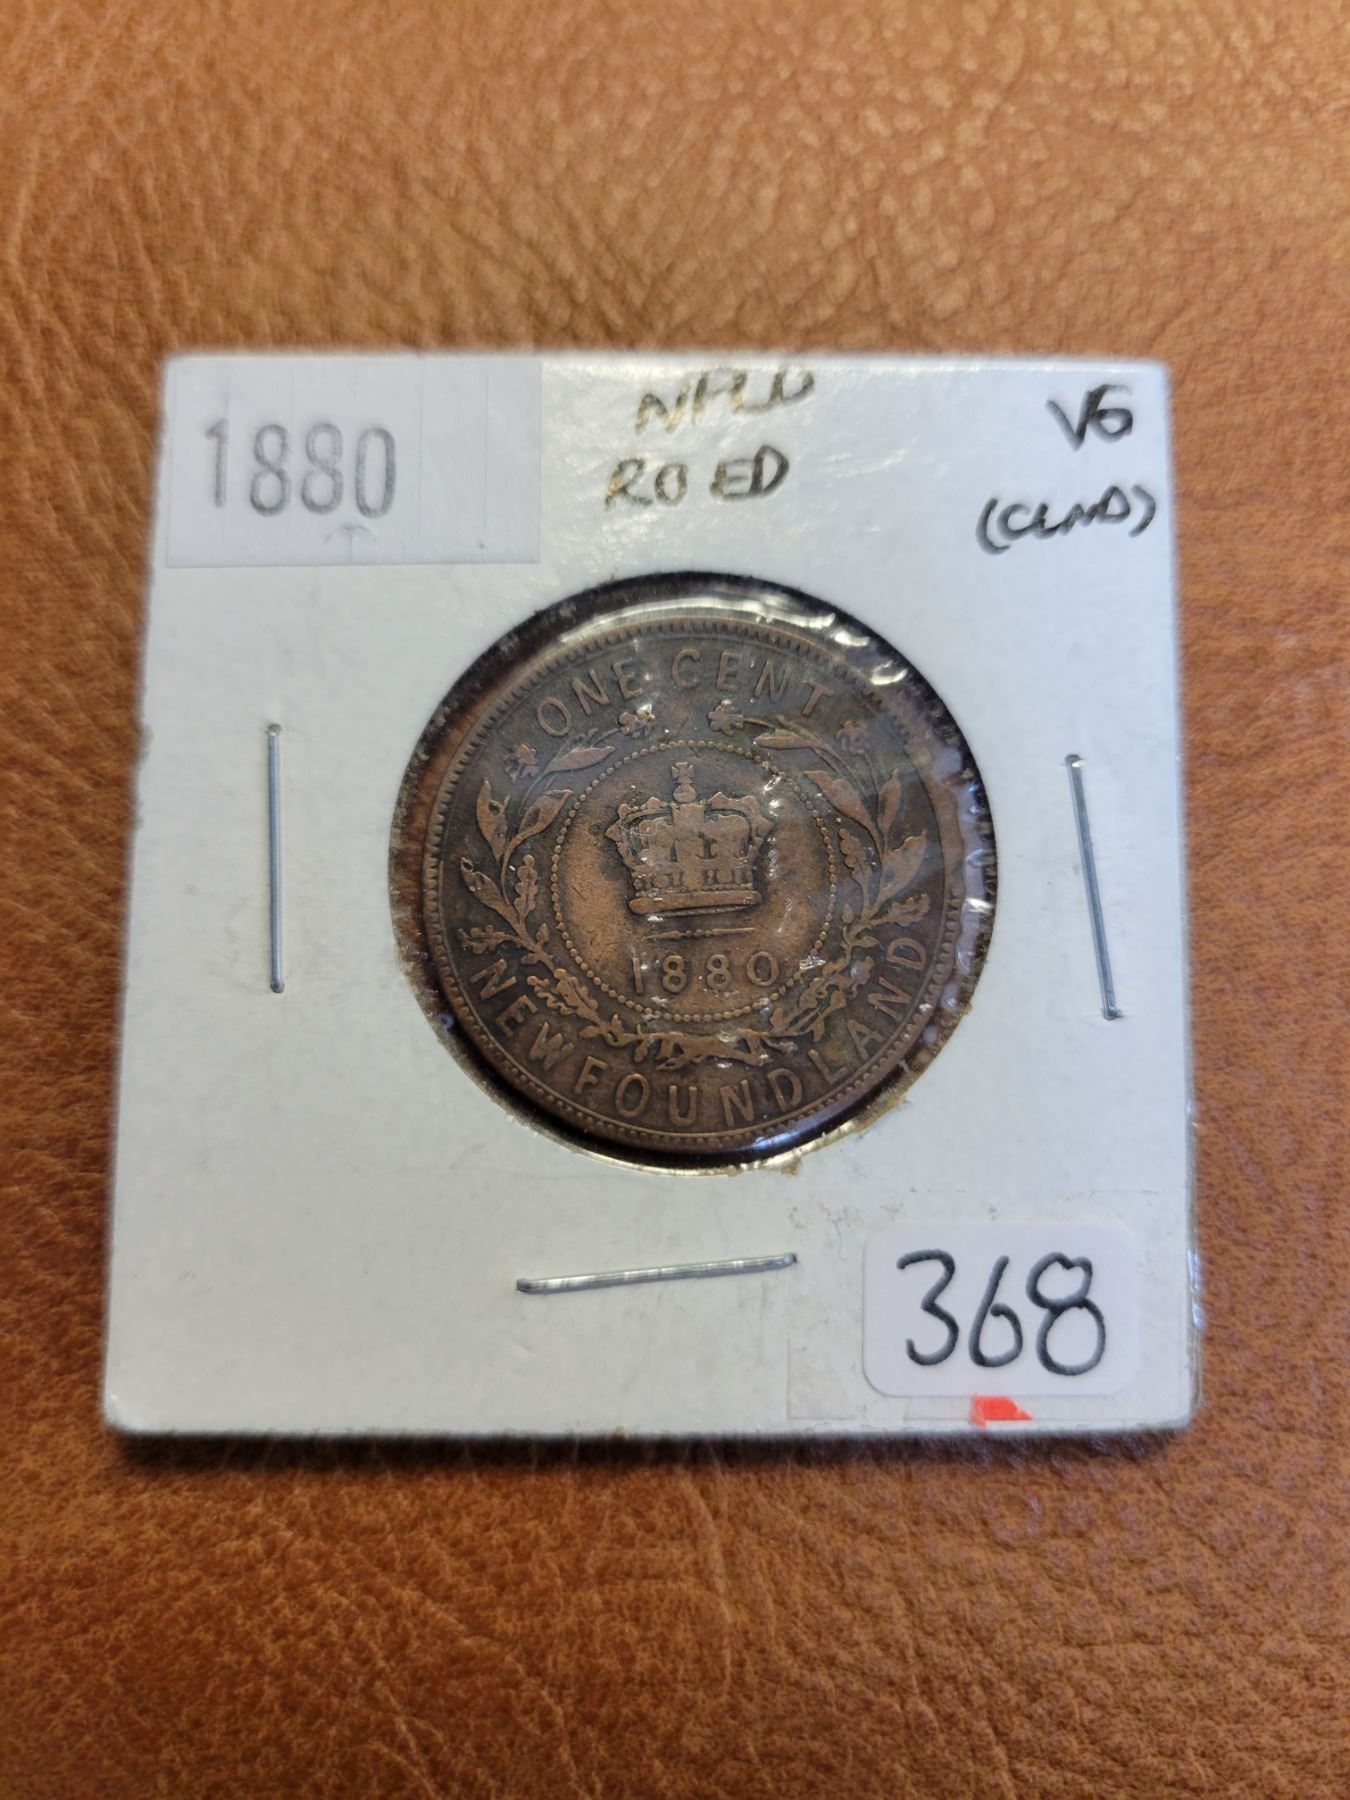 1880
NFLD
RO ED
VG
(CLND)
ONE CENT
1880
NEWFOUNDLAND
368